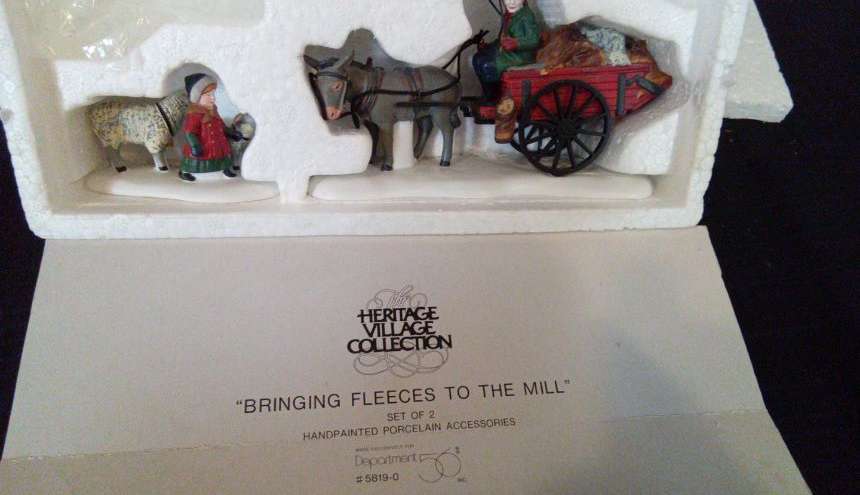 The
HERITAGE
VILLAGE
COLLECTION
"BRINGING FLEECES TO THE MILL"
SET OF 2
HANDPAINTED PORCELAIN ACCESSORIES
Department 56 INC.
# 5819-0